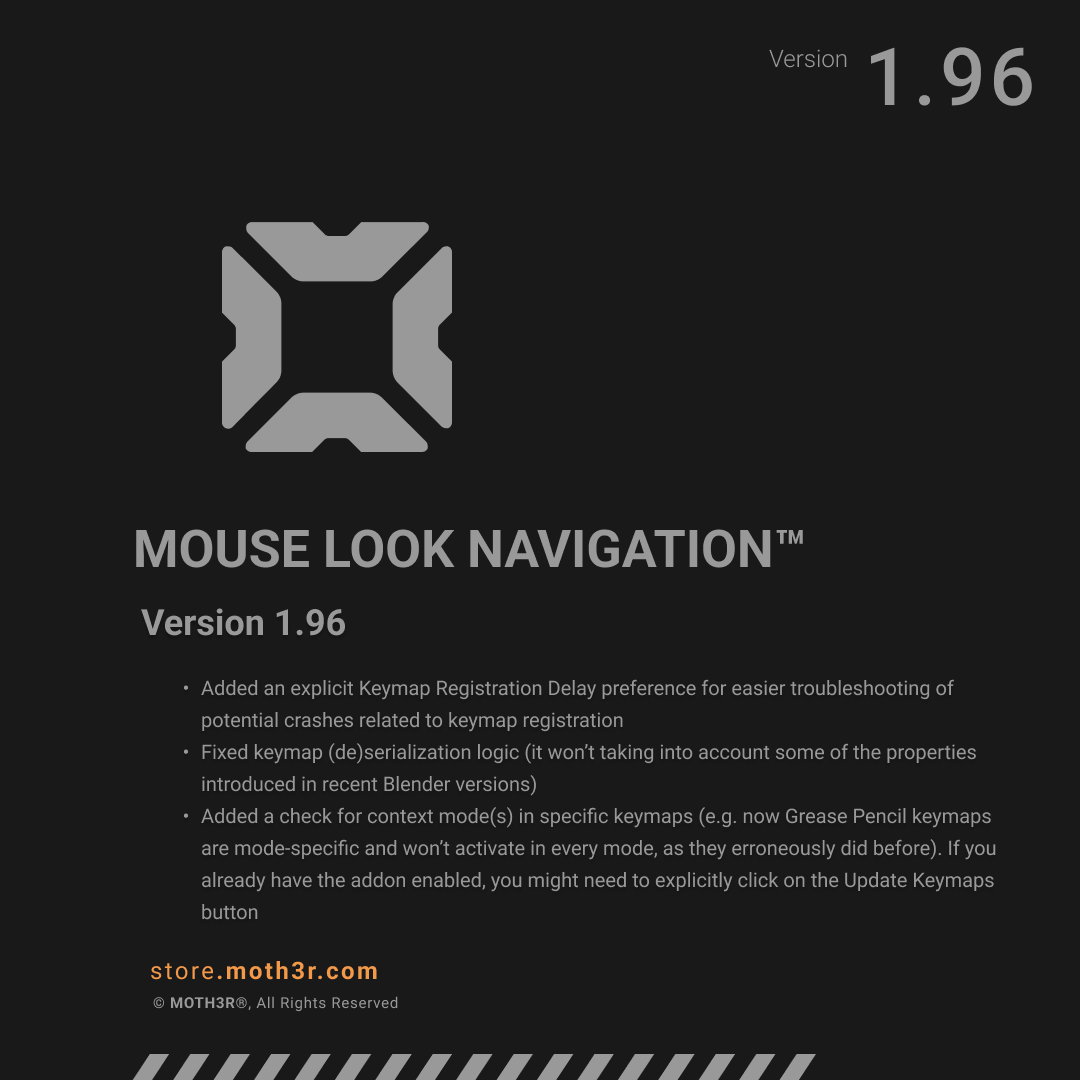 Version 1.96
MOUSE LOOK NAVIGATION™
Version 1.96
• Added an explicit Keymap Registration Delay preference for easier troubleshooting of
potential crashes related to keymap registration
• Fixed keymap (de)serialization logic (it won’t taking into account some of the properties
introduced in recent Blender versions)
• Added a check for context mode(s) in specific keymaps (e.g. now Grease Pencil keymaps
are mode-specific and won’t activate in every mode, as they erroneously did before). If you
already have the addon enabled, you might need to explicitly click on the Update Keymaps
button
store.moth3r.com
© MOTH3R®, All Rights Reserved